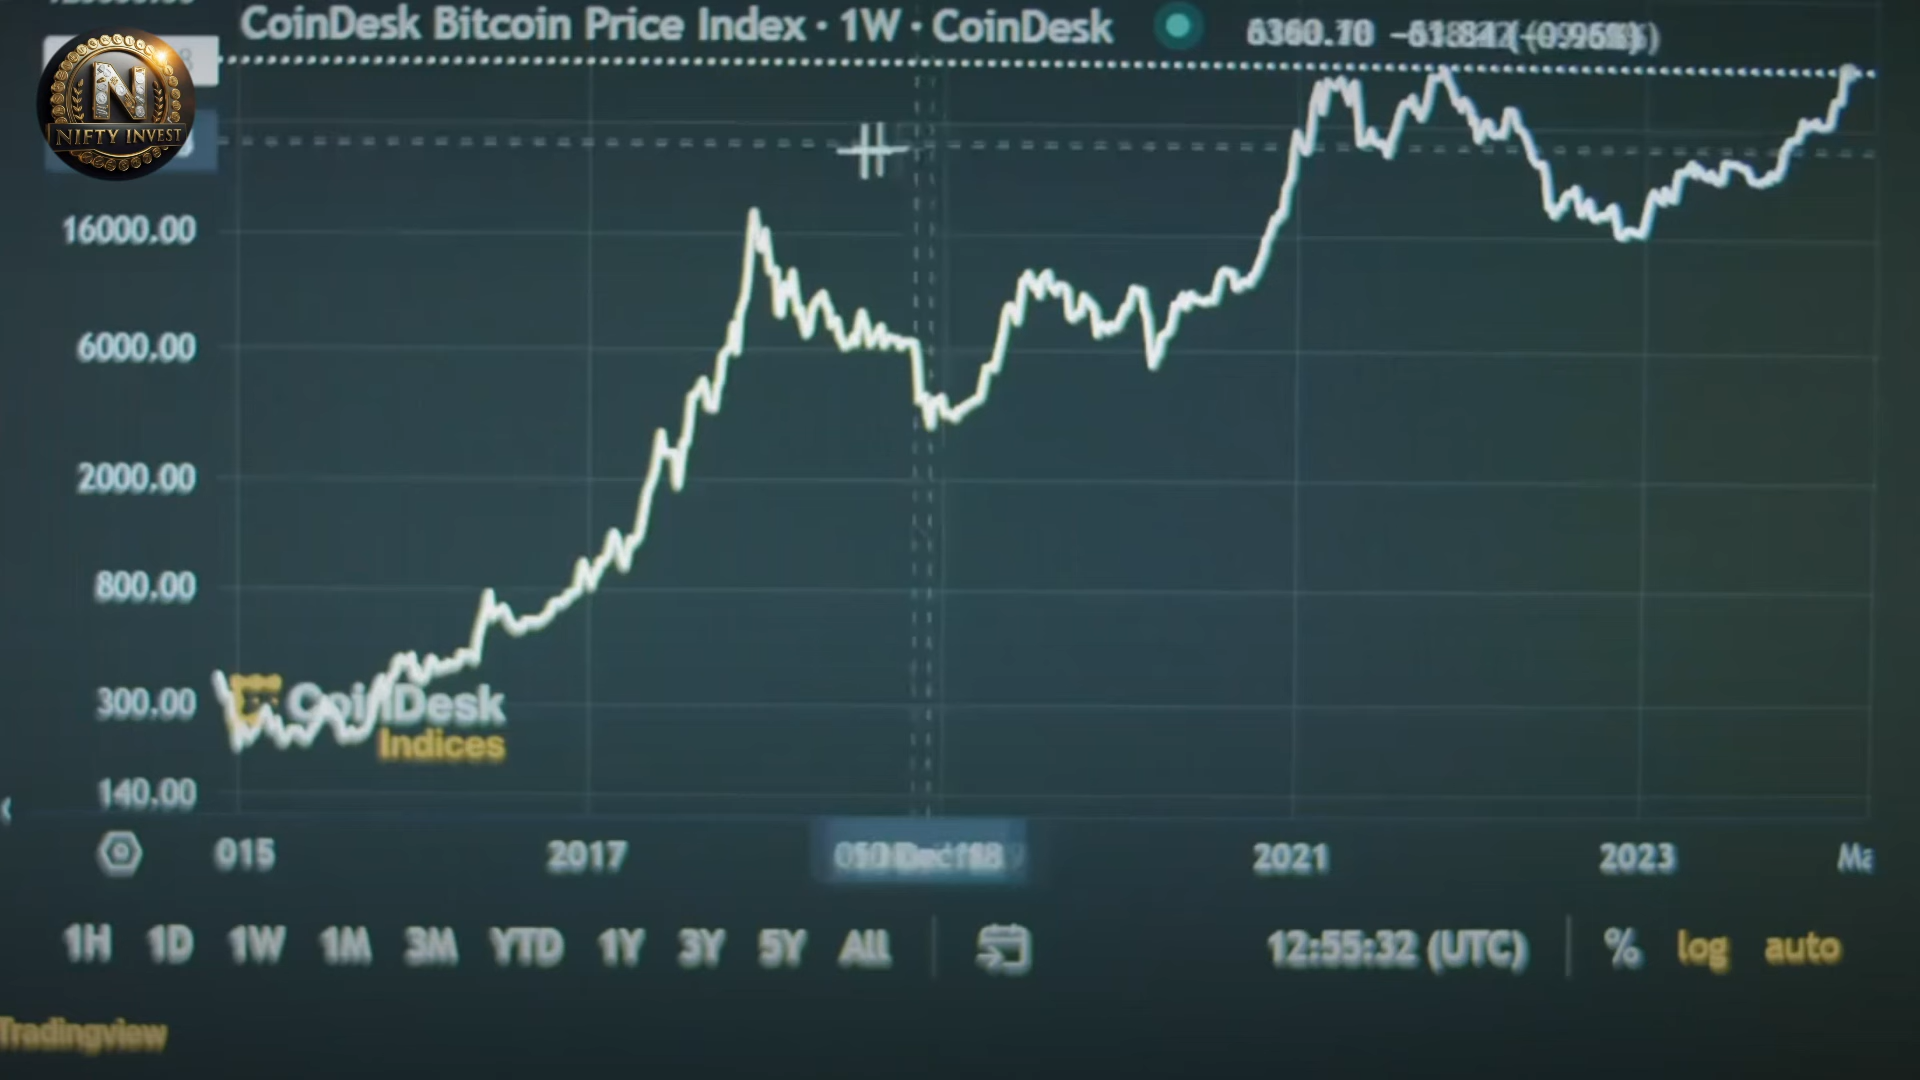 CoinDesk Bitcoin Price Index · 1W · CoinDesk
NIFTY INVEST
16000.00
6000.00
2000.00
800.00
300.00
140.00
CoinDesk
Indices
015 2017 2021 2023 Ma
1H 1D 1W 1M 3M YTD 1Y 3Y 5Y All 12:55:32 (UTC) % log auto
Tradingview